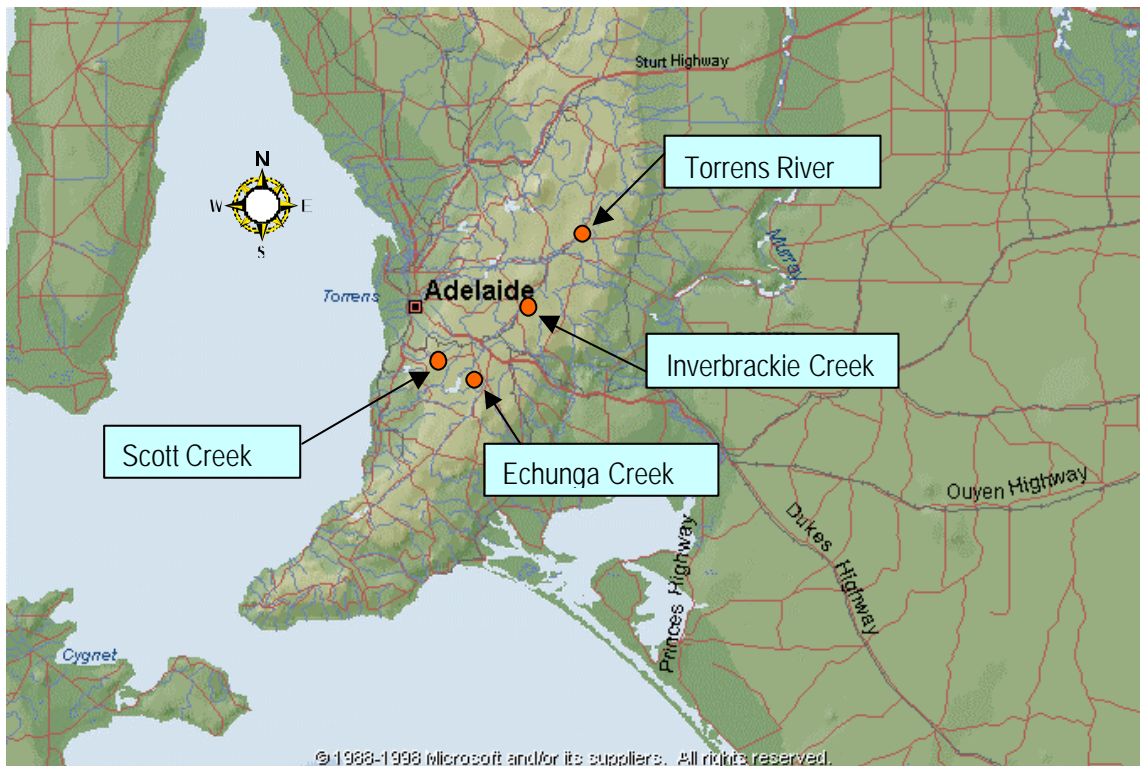 Sturt Highway
Torrens River
N
W
E
S
Murray
Torrens
Adelaide
Inverbrackie Creek
Scott Creek
Echunga Creek
Ouyen Highway
Dukes Highway
Princes Highway
Cygnet
© 1988-1998 Microsoft and/or its suppliers. All rights reserved.